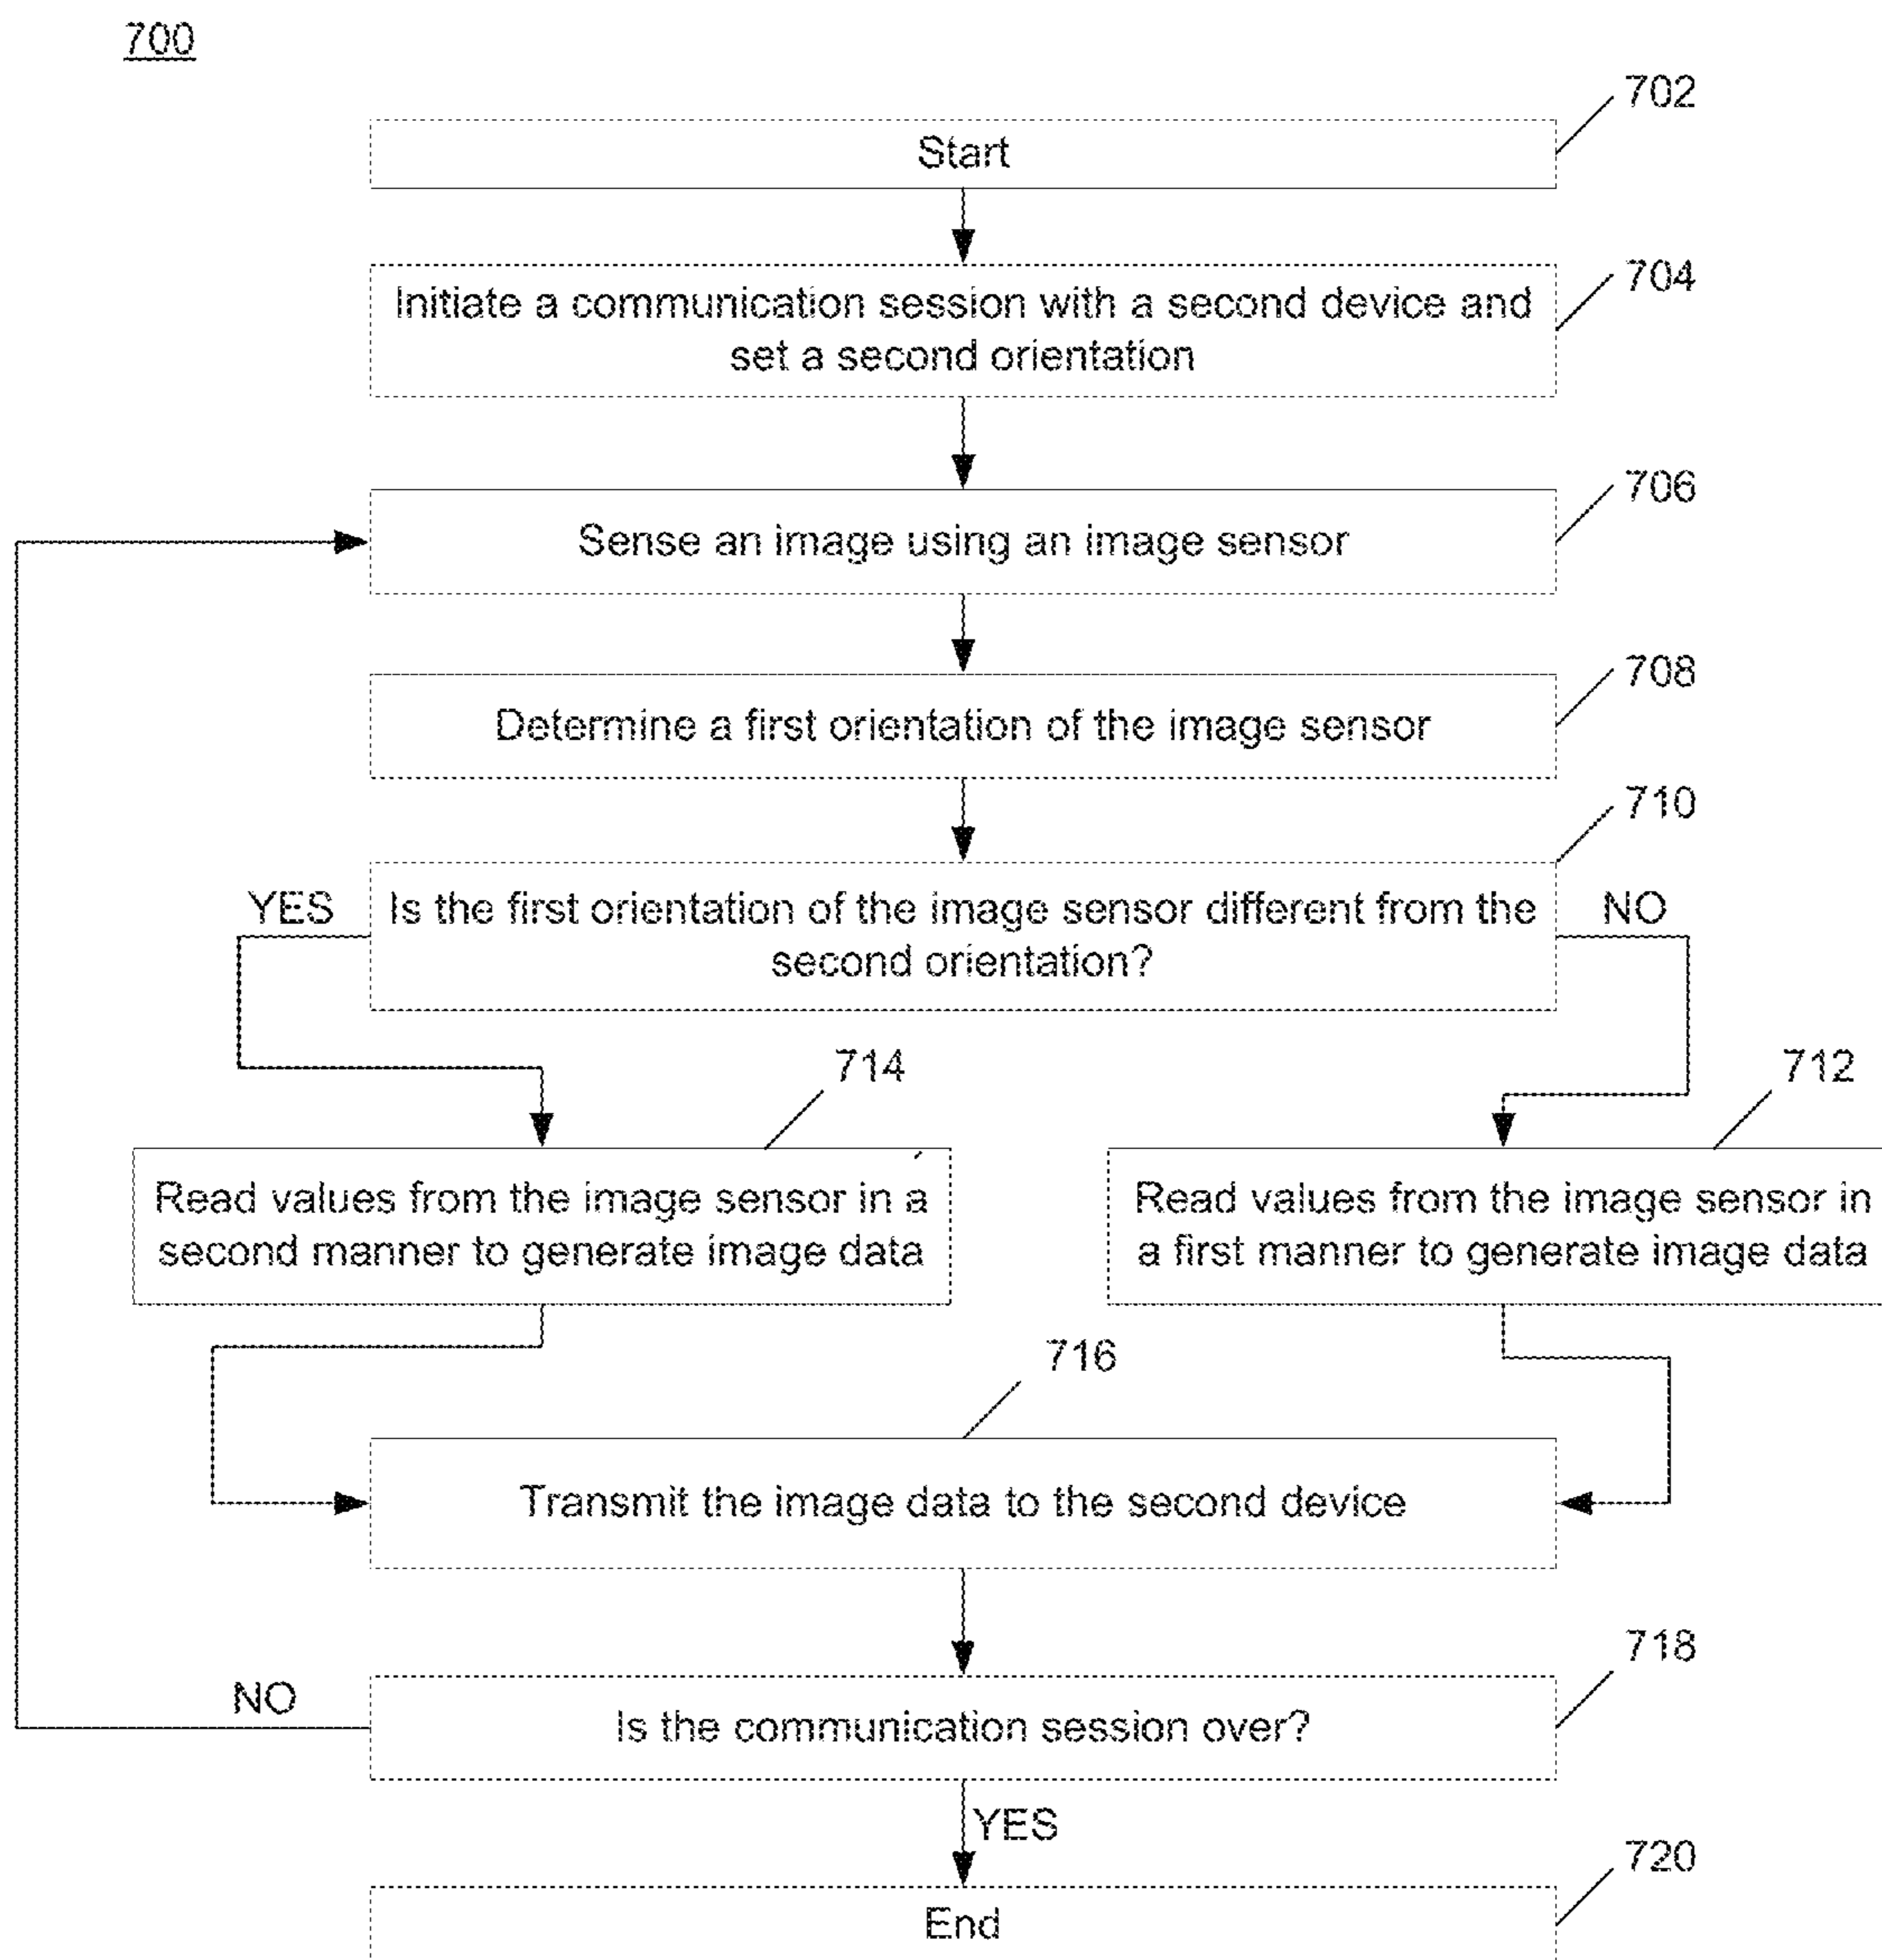 700
702
Start
704
Initiate a communication session with a second device and
set a second orientation
706
Sense an image using an image sensor
708
Determine a first orientation of the image sensor
710
YES
Is the first orientation of the image sensor different from the
second orientation?
NO
714
712
Read values from the image sensor in a
second manner to generate image data
Read values from the image sensor in
a first manner to generate image data
716
Transmit the image data to the second device
718
NO
Is the communication session over?
YES
720
End